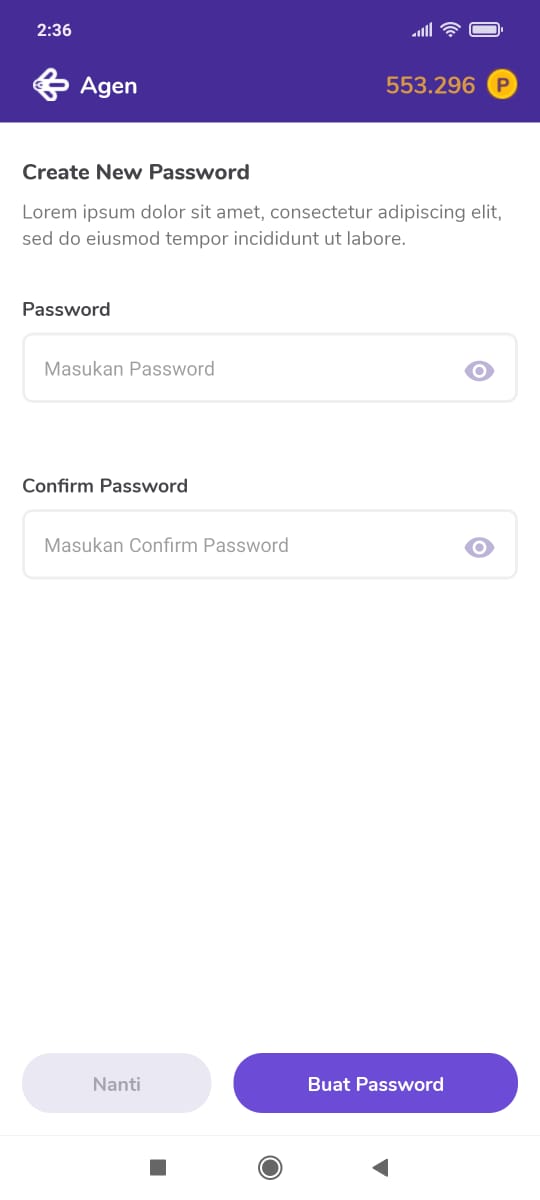 2:36
Agen
553.296 P
Create New Password
Lorem ipsum dolor sit amet, consectetur adipiscing elit,
sed do eiusmod tempor incididunt ut labore.
Password
Masukan Password
Confirm Password
Masukan Confirm Password
Nanti
Buat Password